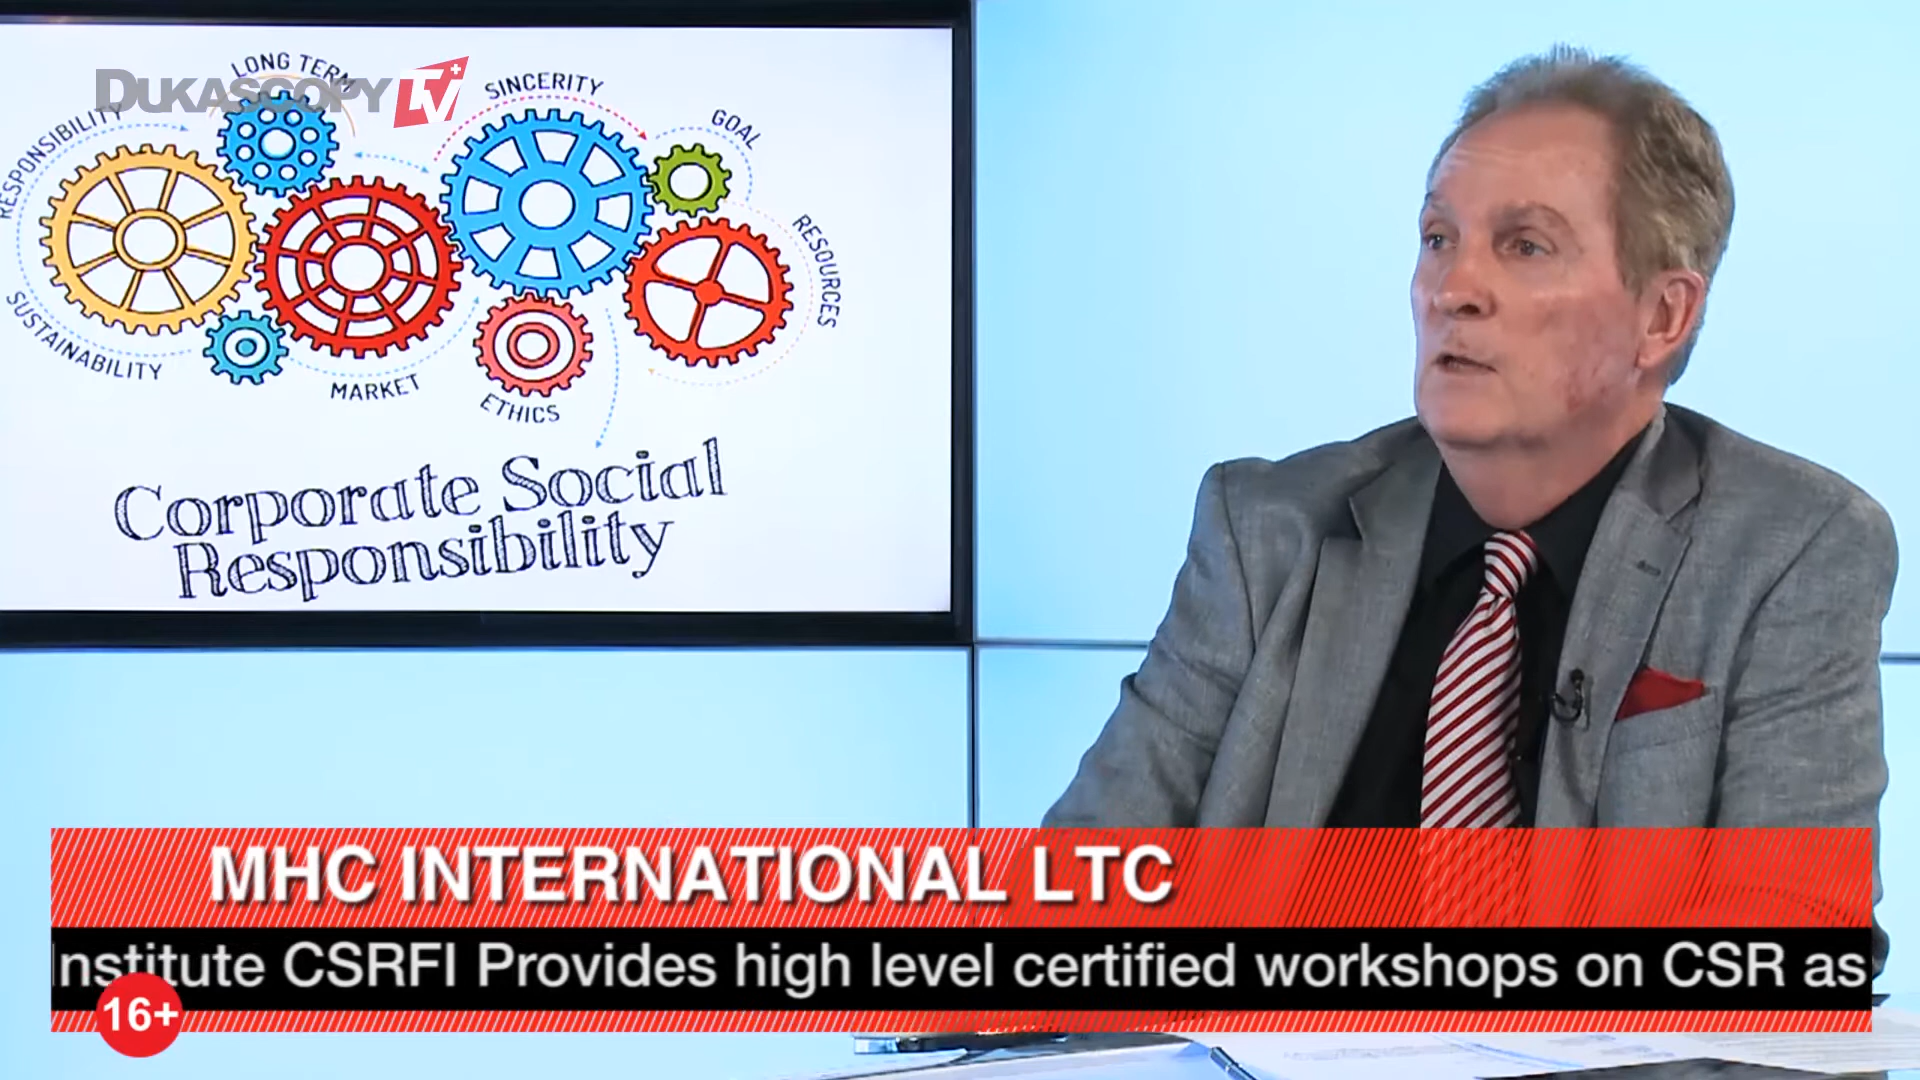 DUKASCOPY TV
LONG TERM
SINCERITY
GOAL
RESPONSIBILITY
RESOURCES
SUSTAINABILITY
MARKET
ETHICS
Corporate Social
Responsibility
MHC INTERNATIONAL LTC
nstitute CSRFI Provides high level certified workshops on CSR as
16+